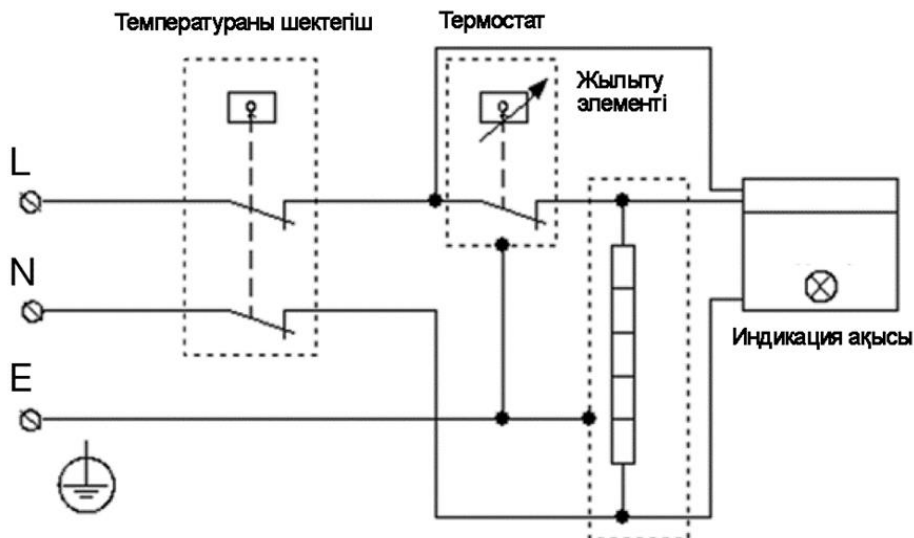 Температураны шектегіш
Термостат
Жылыту
элементі
L
N
E
Индикация ақысы